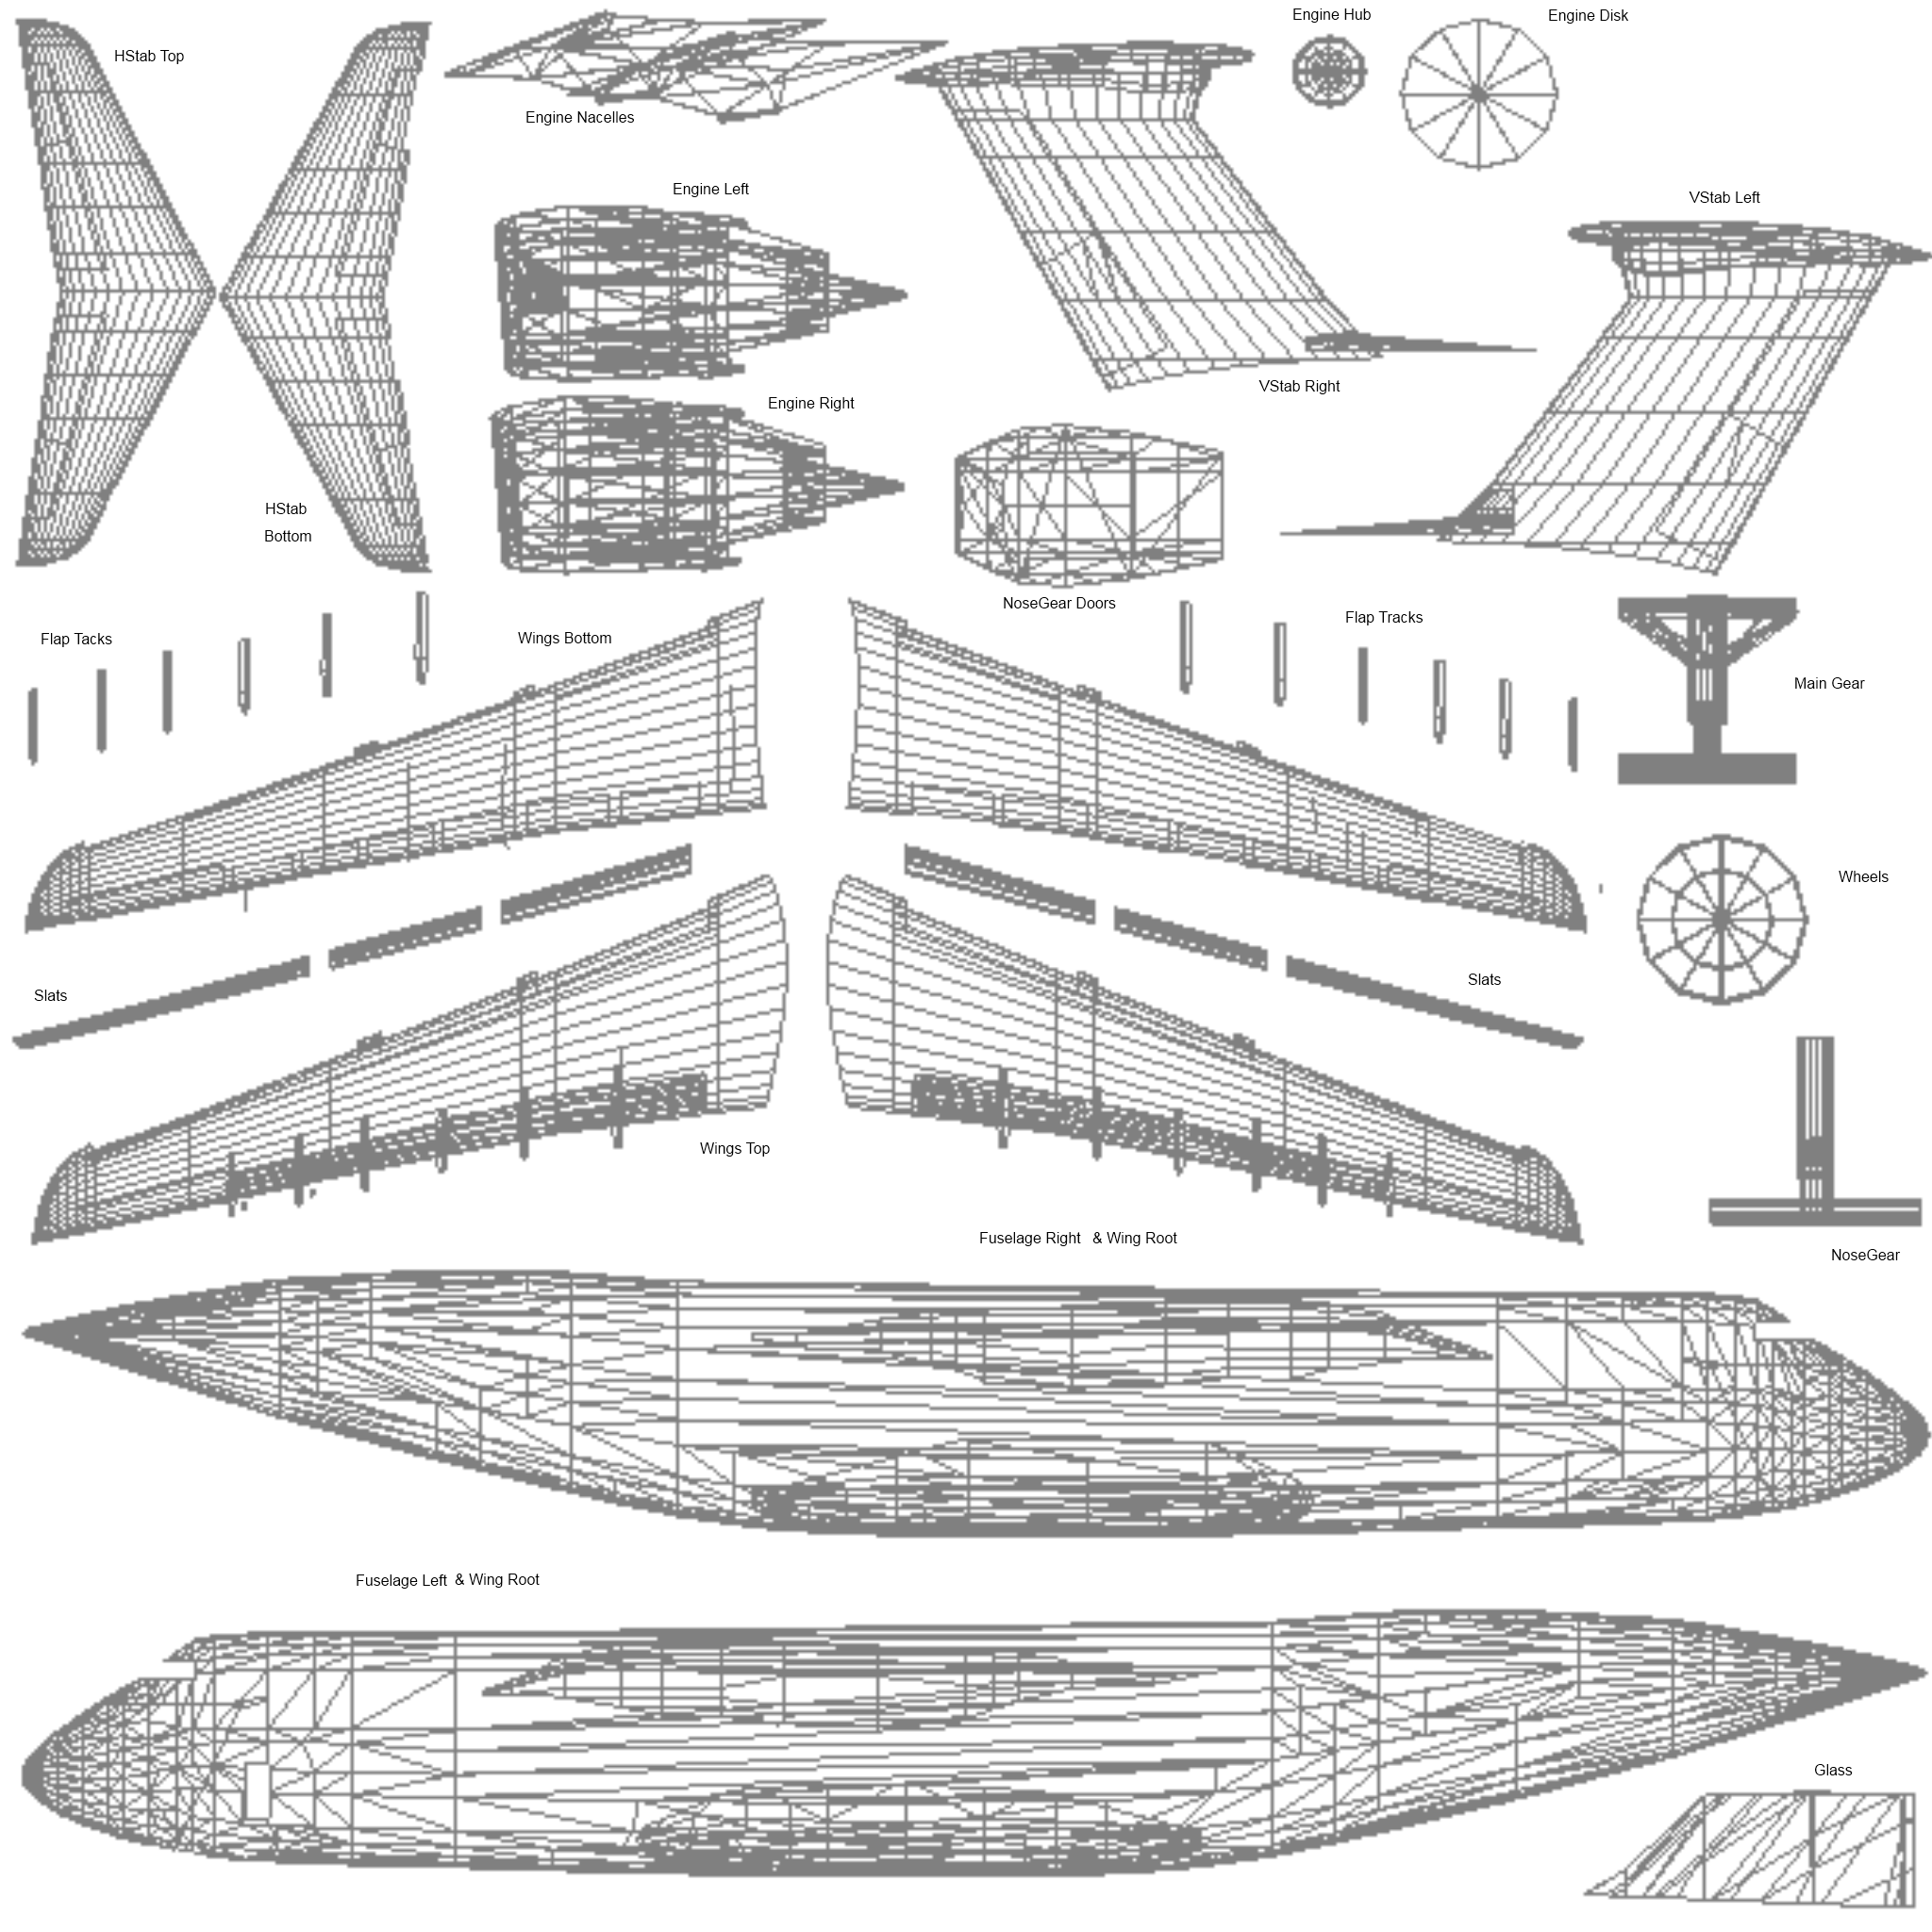 Engine Hub
Engine Disk
HStab Top
Engine Nacelles
Engine Left
VStab Left
VStab Right
Engine Right
HStab
Bottom
NoseGear Doors
Flap Tacks
Wings Bottom
Flap Tracks
Main Gear
Wheels
Slats
Slats
Wings Top
Fuselage Right & Wing Root
NoseGear
Fuselage Left & Wing Root
Glass